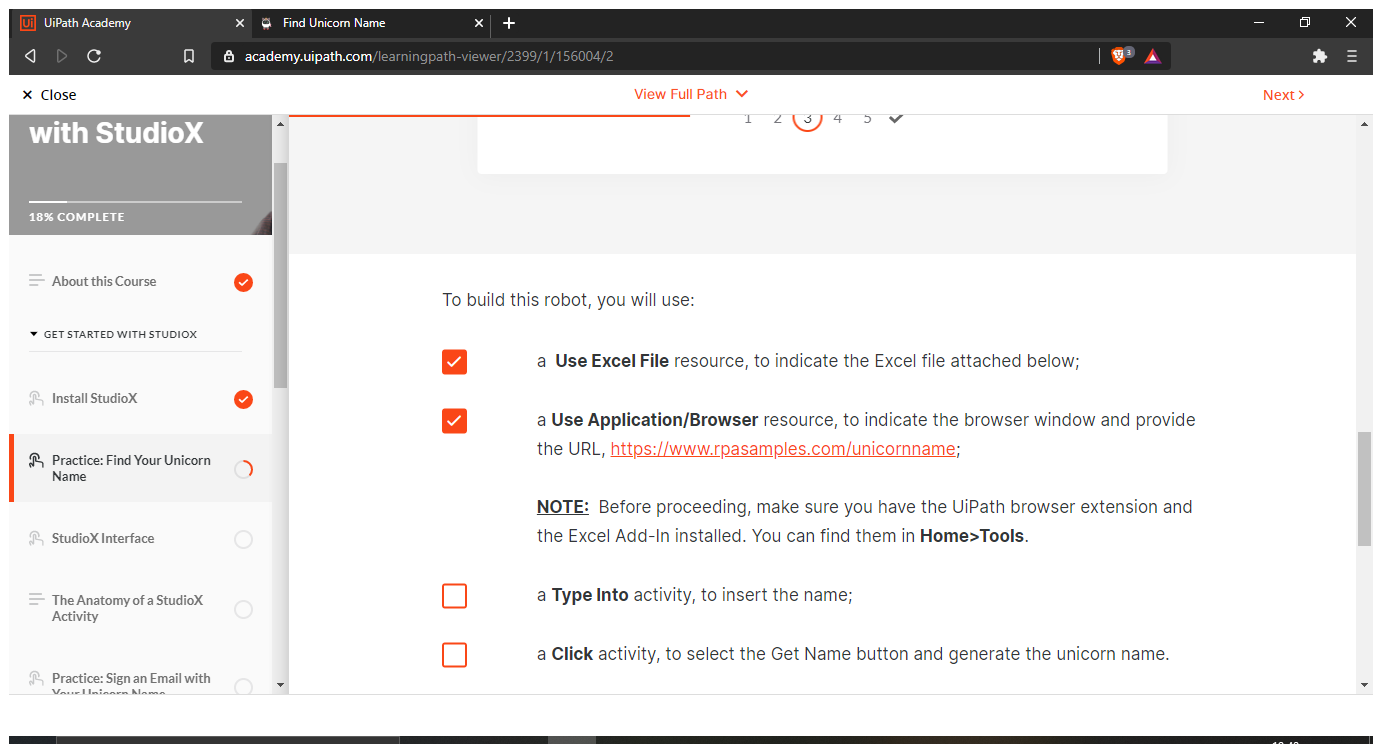 Ui UiPath Academy
Find Unicorn Name
academy.uipath.com/learningpath-viewer/2399/1/156004/2
3
Close
View Full Path
Next
with StudioX
18% COMPLETE
About this Course
GET STARTED WITH STUDIOX
Install StudioX
Practice: Find Your Unicorn
Name
StudioX Interface
The Anatomy of a StudioX
Activity
Practice: Sign an Email with
Your Unicorn Name
1 2 3 4 5
To build this robot, you will use:
a Use Excel File resource, to indicate the Excel file attached below;
a Use Application/Browser resource, to indicate the browser window and provide
the URL, https://www.rpasamples.com/unicornname;
NOTE: Before proceeding, make sure you have the UiPath browser extension and
the Excel Add-In installed. You can find them in Home>Tools.
a Type Into activity, to insert the name;
a Click activity, to select the Get Name button and generate the unicorn name.